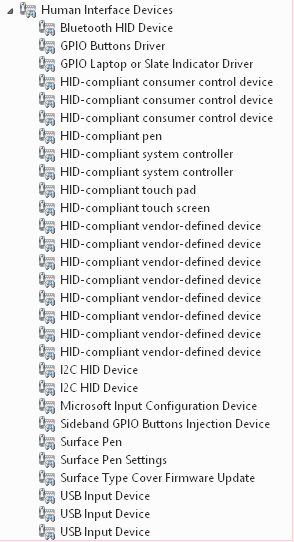 Human Interface Devices
Bluetooth HID Device
GPIO Buttons Driver
GPIO Laptop or Slate Indicator Driver
HID-compliant consumer control device
HID-compliant consumer control device
HID-compliant consumer control device
HID-compliant pen
HID-compliant system controller
HID-compliant system controller
HID-compliant touch pad
HID-compliant touch screen
HID-compliant vendor-defined device
HID-compliant vendor-defined device
HID-compliant vendor-defined device
HID-compliant vendor-defined device
HID-compliant vendor-defined device
HID-compliant vendor-defined device
HID-compliant vendor-defined device
HID-compliant vendor-defined device
I2C HID Device
I2C HID Device
Microsoft Input Configuration Device
Sideband GPIO Buttons Injection Device
Surface Pen
Surface Pen Settings
Surface Type Cover Firmware Update
USB Input Device
USB Input Device
USB Input Device